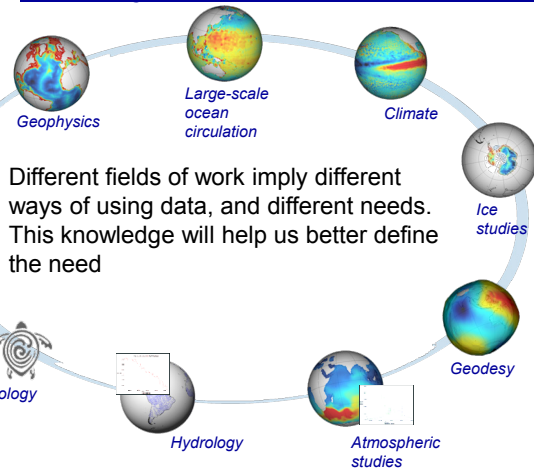 Geophysics
Large-scale
ocean
circulation
Climate
Ice
studies
Different fields of work imply different
ways of using data, and different needs.
This knowledge will help us better define
the need
Geodesy
ology
Hydrology
Atmospheric
studies